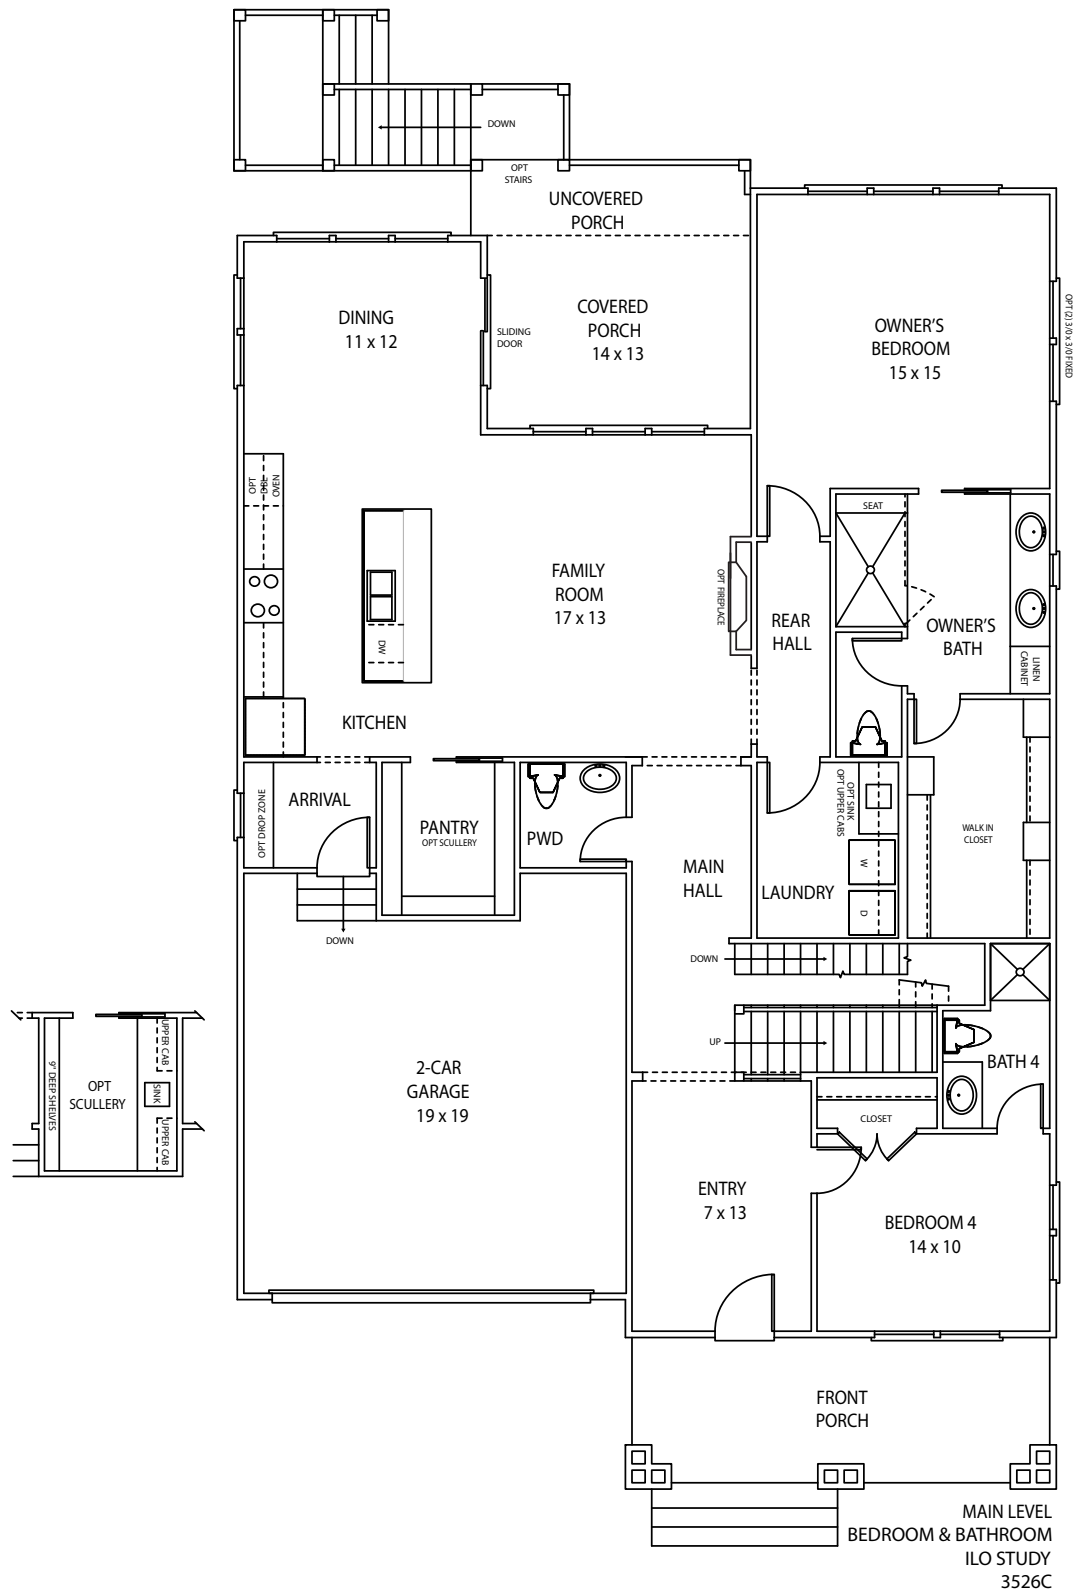 DOWN
OPT
STAIRS
UNCOVERED
PORCH
DINING
11 x 12
SLIDING
DOOR
COVERED
PORCH
14 x 13
OWNER'S
BEDROOM
15 x 15
OPT (2) 3/0 x 3/0 FIXED
OPT
DBL
OVEN
SEAT
FAMILY
ROOM
17 x 13
OPT FIREPLACE
REAR
HALL
OWNER'S
BATH
LINEN
CABINET
DW
KITCHEN
ARRIVAL
OPT DROP ZONE
PANTRY
OPT SCULLERY
PWD
OPT SINK
OPT UPPER CABS
WALK IN
CLOSET
MAIN
HALL
LAUNDRY
W
D
DOWN
DOWN
UP
BATH 4
2-CAR
GARAGE
19 x 19
9" DEEP SHELVES
OPT
SCULLERY
UPPER CAB
SINK
UPPER CAB
CLOSET
ENTRY
7 x 13
BEDROOM 4
14 x 10
FRONT
PORCH
MAIN LEVEL
BEDROOM & BATHROOM
ILO STUDY
3526C